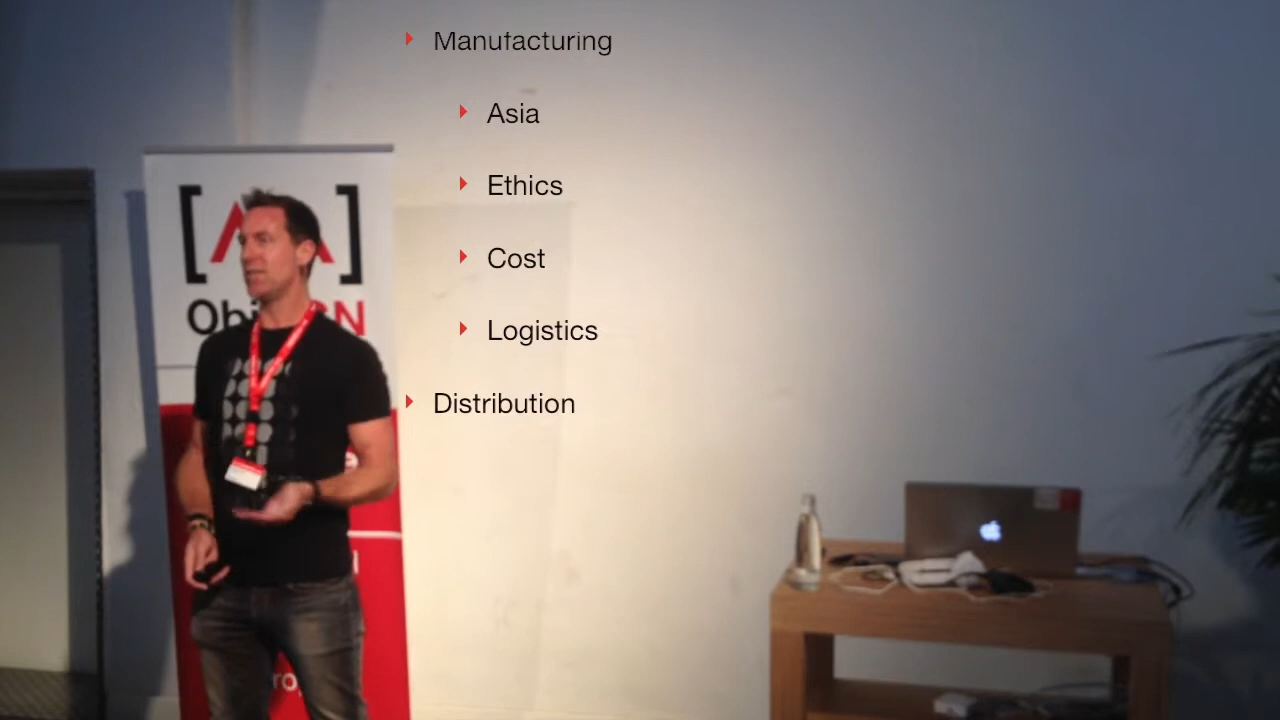 Manufacturing
Asia
Ethics
Cost
Logistics
Distribution